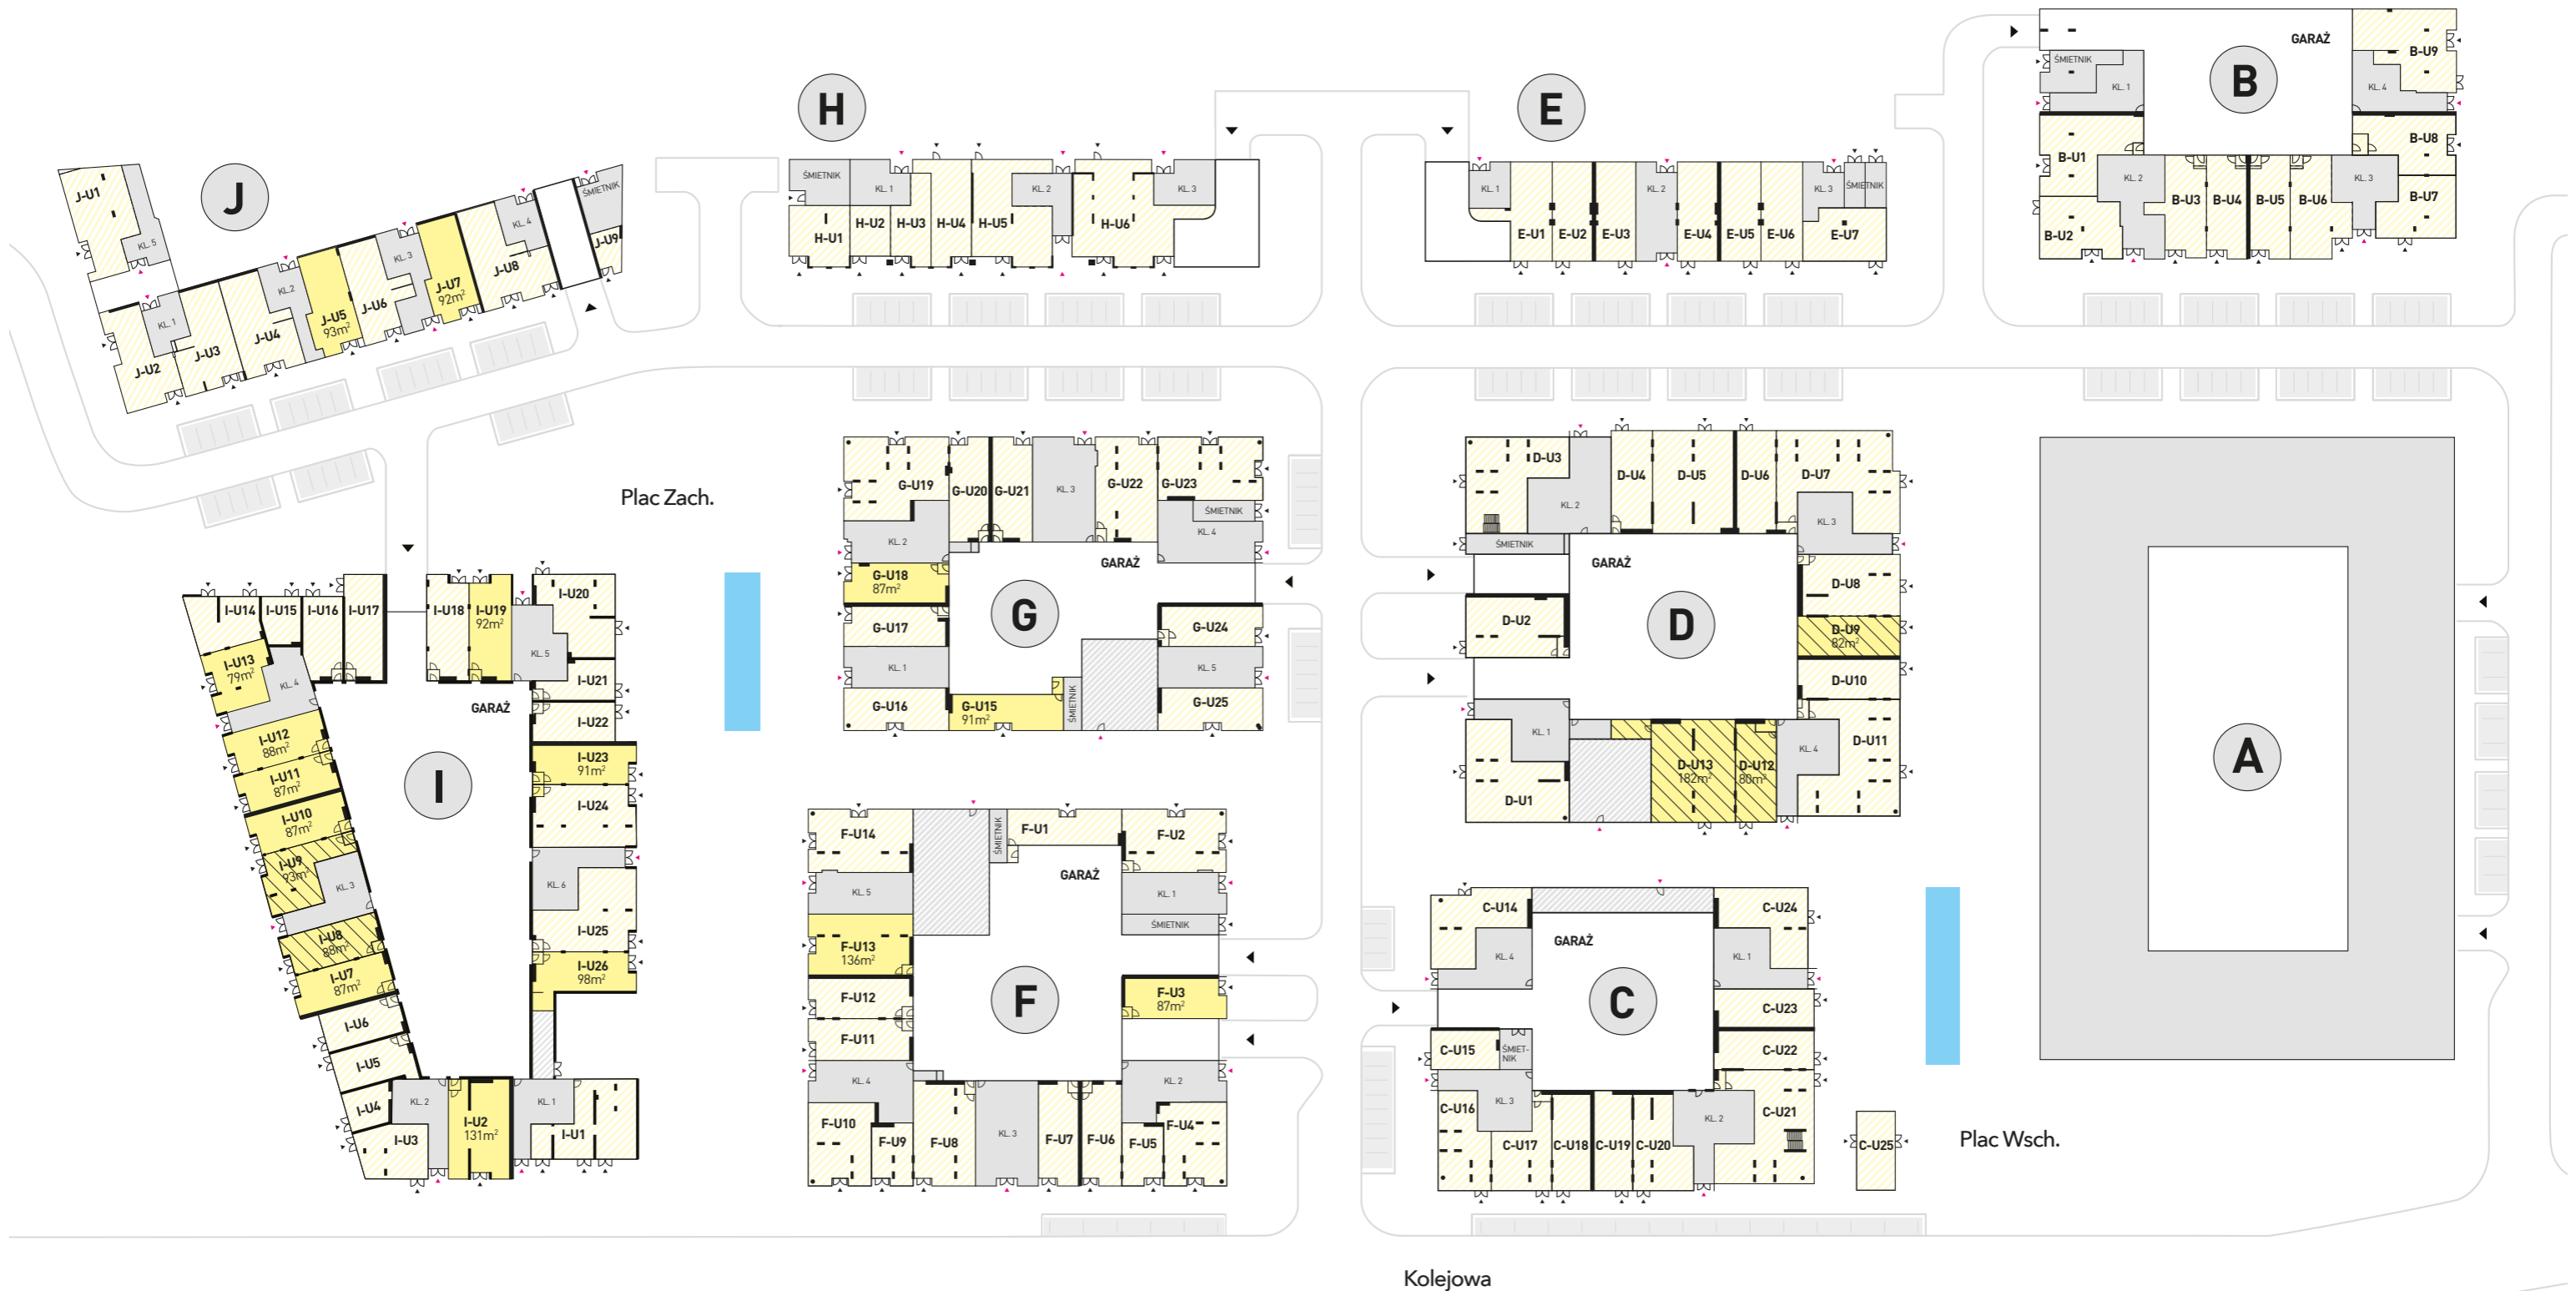 H
E
B
GARAŻ
B-U9
ŚMIETNIK
KL. 1
KL. 4
B-U8
B-U1
KL. 2
B-U3
B-U4
B-U5
B-U6
KL. 3
B-U7
B-U2
J
J-U1
KL. 5
J-U2
KL. 1
J-U3
J-U4
KL.2
J-U5
93m²
J-U6
KL. 3
J-U7
92m²
J-U8
KL. 4
ŚMIETNIK
J-U9
ŚMIETNIK
KL. 1
KL. 2
KL. 3
H-U1
H-U2
H-U3
H-U4
H-U5
H-U6
KL. 1
KL. 2
KL. 3
ŚMIETNIK
E-U1
E-U2
E-U3
E-U4
E-U5
E-U6
E-U7
Plac Zach.
G-U19
G-U20
G-U21
KL. 3
G-U22
G-U23
ŚMIETNIK
KL. 4
KL. 2
GARAŻ
G-U18
87m²
G
G-U17
G-U24
KL. 1
KL. 5
G-U16
G-U15
91m²
ŚMIETNIK
G-U25
D-U3
D-U4
D-U5
D-U6
D-U7
KL. 2
KL. 3
ŚMIETNIK
GARAŻ
D-U8
D-U2
D
D-U9
82m²
D-U10
KL. 1
D-U13
182m²
D-U12
80m²
KL. 4
D-U11
D-U1
A
I-U14
I-U15
I-U16
I-U17
I-U18
I-U19
92m²
I-U20
KL. 5
I-U13
79m²
KL. 4
I-U21
GARAŻ
I-U22
I-U12
88m²
I-U23
91m²
I-U11
87m²
I
I-U24
I-U10
87m²
I-U9
93m²
KL. 3
KL. 6
I-U25
I-U8
88m²
I-U26
98m²
I-U7
87m²
I-U6
I-U5
I-U4
KL. 2
KL. 1
I-U3
I-U2
131m²
I-U1
F-U14
ŚMIETNIK
F-U1
F-U2
GARAŻ
KL. 5
KL. 1
ŚMIETNIK
F-U13
136m²
F
F-U12
F-U3
87m²
F-U11
KL. 4
KL. 2
F-U10
F-U9
F-U8
KL. 3
F-U7
F-U6
F-U5
F-U4
C-U14
C-U24
GARAŻ
KL. 4
KL. 1
C
C-U23
C-U15
ŚMIET-
NIK
C-U22
C-U16
KL. 3
KL. 2
C-U21
C-U17
C-U18
C-U19
C-U20
C-U25
Plac Wsch.
Kolejowa